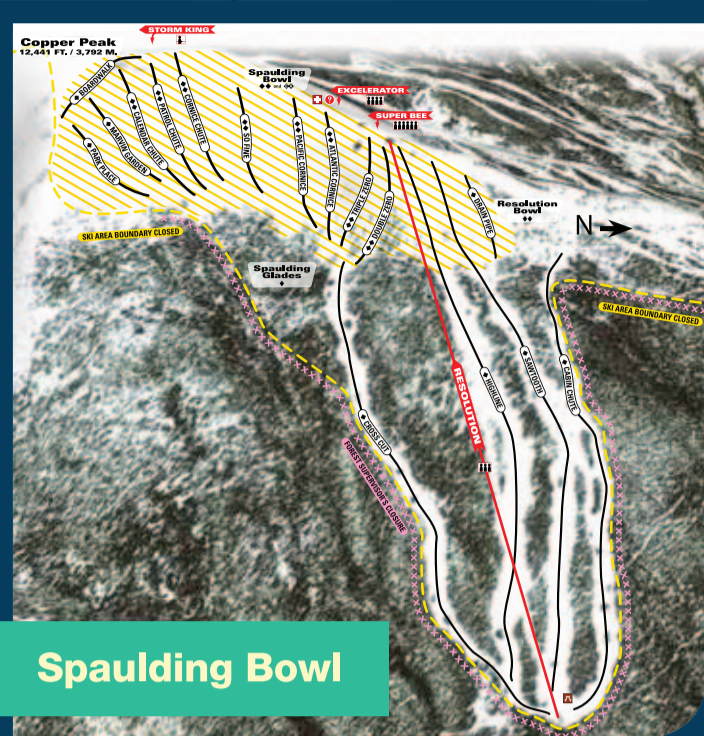 STORM KING
Copper Peak
12,441 FT. / 3,792 M.
BOARDWALK
Spaulding
Bowl
and
EXCELERATOR
?
SUPER BEE
CORNICE CHUTE
PATROL CHUTE
CALENDAR CHUTE
MARVIN GARDEN
PARK PLACE
SO FINE
PACIFIC CORNICE
ATLANTIC CORNICE
TRIPLE ZERO
DOUBLE ZERO
DRAIN PIPE
Resolution
Bowl
N
SKI AREA BOUNDARY CLOSED
Spaulding
Glades
SKI AREA BOUNDARY CLOSED
RESOLUTION
HIGHLINE
SAWTOOTH
CABIN CHUTE
CROSS CUT
FOREST SUPERVISOR'S CLOSURE
Spaulding Bowl